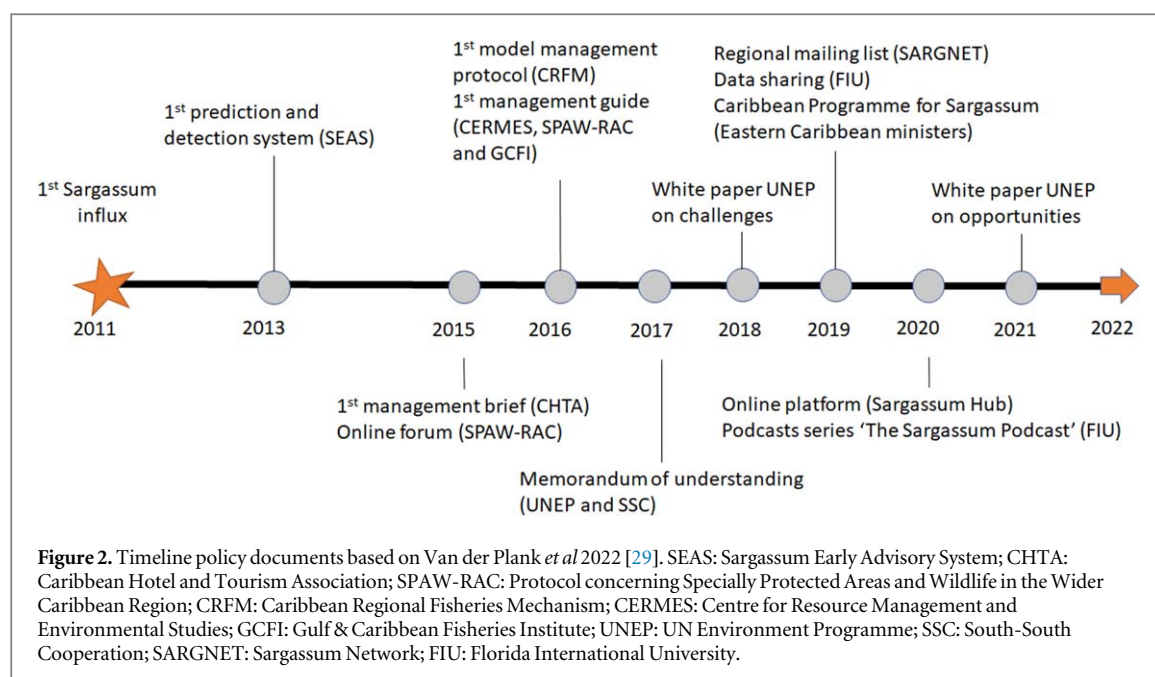 1st Sargassum
influx
1st prediction and
detection system (SEAS)
1st model management
protocol (CRFM)
1st management guide
(CERMES, SPAW-RAC
and GCFI)
White paper UNEP
on challenges
Regional mailing list (SARGNET)
Data sharing (FIU)
Caribbean Programme for Sargassum
(Eastern Caribbean ministers)
White paper UNEP
on opportunities
2011 2013 2015 2016 2017 2018 2019 2020 2021 2022
1st management brief (CHTA)
Online forum (SPAW-RAC)
Memorandum of understanding
(UNEP and SSC)
Online platform (Sargassum Hub)
Podcasts series ‘The Sargassum Podcast’ (FIU)
Figure 2. Timeline policy documents based on Van der Plank et al 2022 [29]. SEAS: Sargassum Early Advisory System; CHTA:
Caribbean Hotel and Tourism Association; SPAW-RAC: Protocol concerning Specially Protected Areas and Wildlife in the Wider
Caribbean Region; CRFM: Caribbean Regional Fisheries Mechanism; CERMES: Centre for Resource Management and
Environmental Studies; GCFI: Gulf & Caribbean Fisheries Institute; UNEP: UN Environment Programme; SSC: South-South
Cooperation; SARGNET: Sargassum Network; FIU: Florida International University.